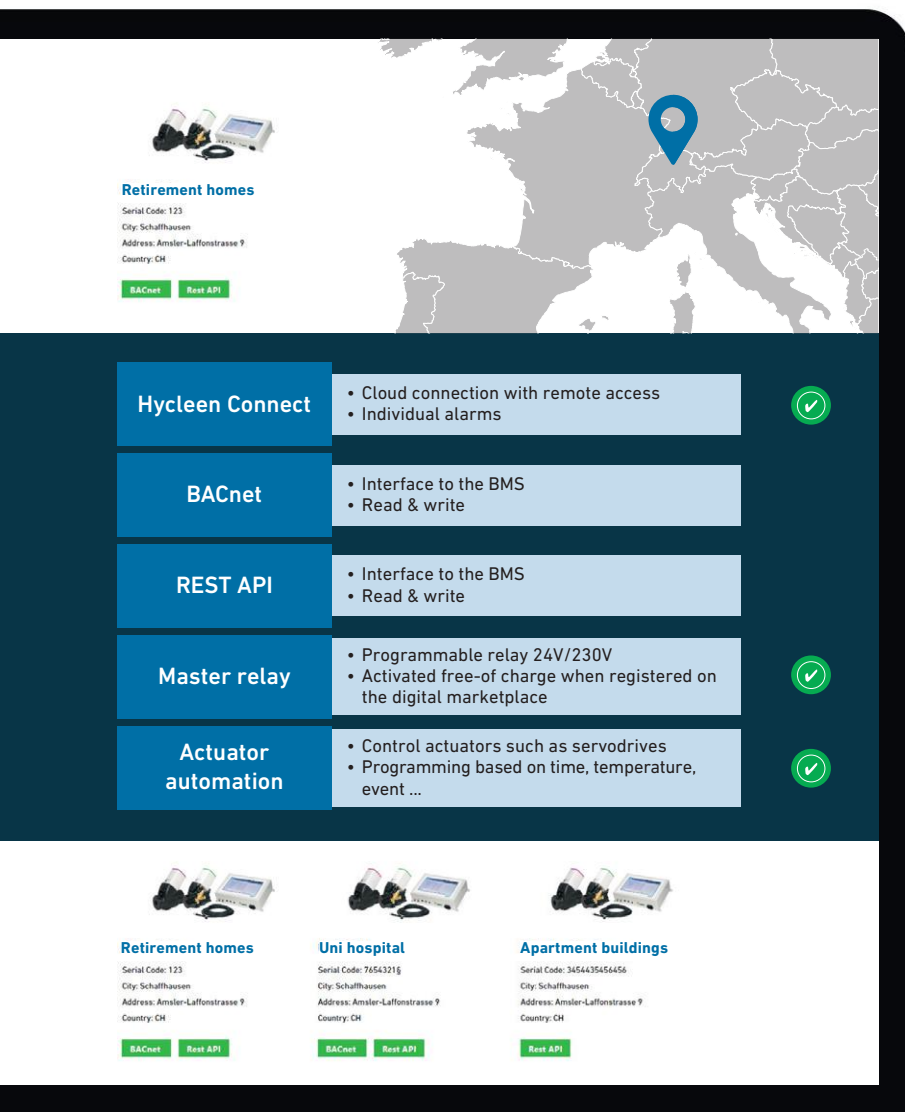 Retirement homes
Serial Code: 123
City: Schaffhausen
Address: Amsler-Laffonstrasse 9
Country: CH
BACnet Rest API
Hycleen Connect
• Cloud connection with remote access
• Individual alarms
BACnet
• Interface to the BMS
• Read & write
REST API
• Interface to the BMS
• Read & write
Master relay
• Programmable relay 24V/230V
• Activated free-of charge when registered on
the digital marketplace
Actuator
automation
• Control actuators such as servodrives
• Programming based on time, temperature,
event ...
Retirement homes
Serial Code: 123
City: Schaffhausen
Address: Amsler-Laffonstrasse 9
Country: CH
BACnet Rest API
Uni hospital
Serial Code: 7654321§
City: Schaffhausen
Address: Amsler-Laffonstrasse 9
Country: CH
BACnet Rest API
Apartment buildings
Serial Code: 3454435456456
City: Schaffhausen
Address: Amsler-Laffonstrasse 9
Country: CH
Rest API